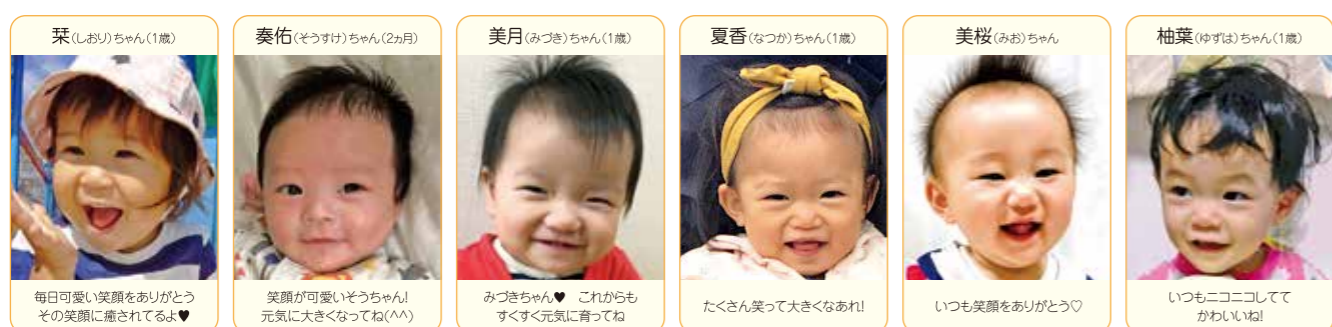 栞(しおり)ちゃん(1歳)
毎日可愛い笑顔をありがとう
その笑顔に癒されてるよ♥
奏佑(そうすけ)ちゃん(2ヵ月)
笑顔が可愛いそうちゃん!
元気に大きくなってね(^^)
美月(みづき)ちゃん(1歳)
みづきちゃん♥ これからも
すくすく元気に育ってね
夏香(なつか)ちゃん(1歳)
たくさん笑って大きくなあれ!
美桜(みお)ちゃん
いつも笑顔をありがとう♡
柚葉(ゆずは)ちゃん(1歳)
いつもニコニコしてて
かわいいね!